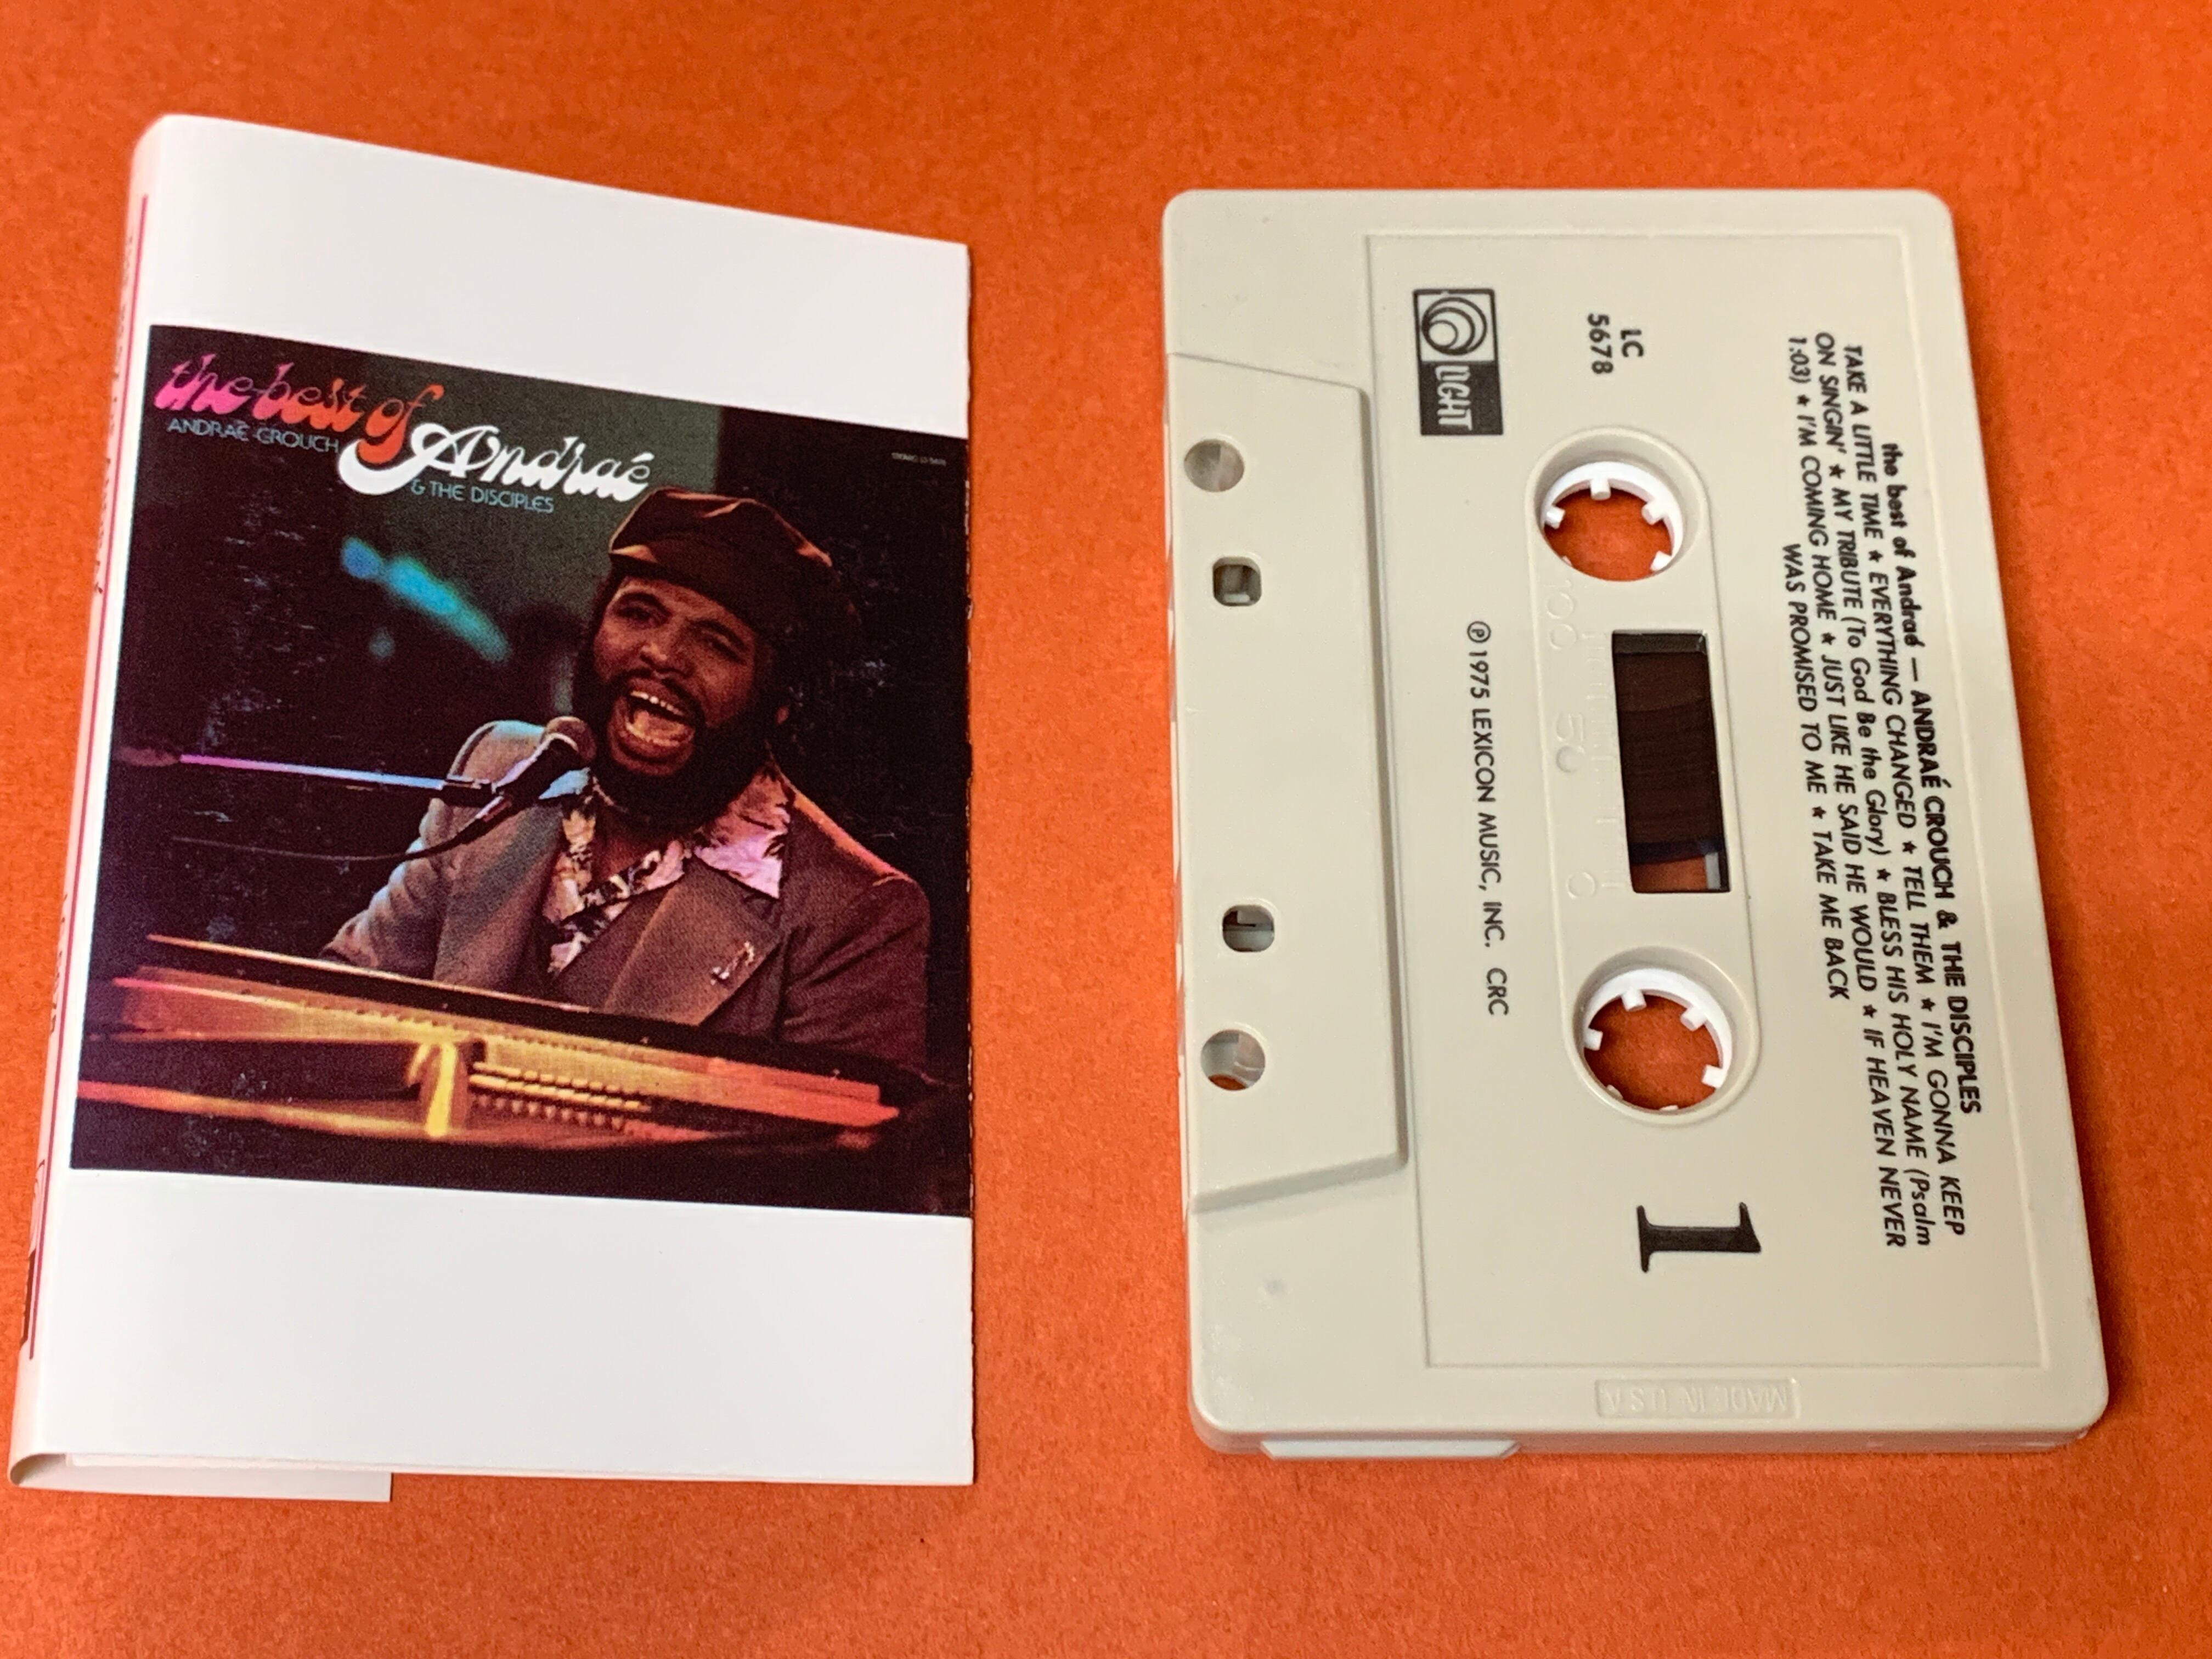 the best of
Andraé
ANDRAÉ CROUCH
& THE DISCIPLES
LIGHT
LC
5678
the best of Andraé — ANDRAÉ CROUCH & THE DISCIPLES
TAKE A LITTLE TIME ★ EVERYTHING CHANGED ★ TELL THEM ★ I'M GONNA KEEP
ON SINGIN' ★ MY TRIBUTE (To God Be the Glory) ★ BLESS HIS HOLY NAME (Psalm
1:03) ★ I'M COMING HOME ★ JUST LIKE HE SAID HE WOULD ★ IF HEAVEN NEVER
WAS PROMISED TO ME ★ TAKE ME BACK
100 50 0
1
℗ 1975 LEXICON MUSIC, INC. CRC
MADE IN U.S.A